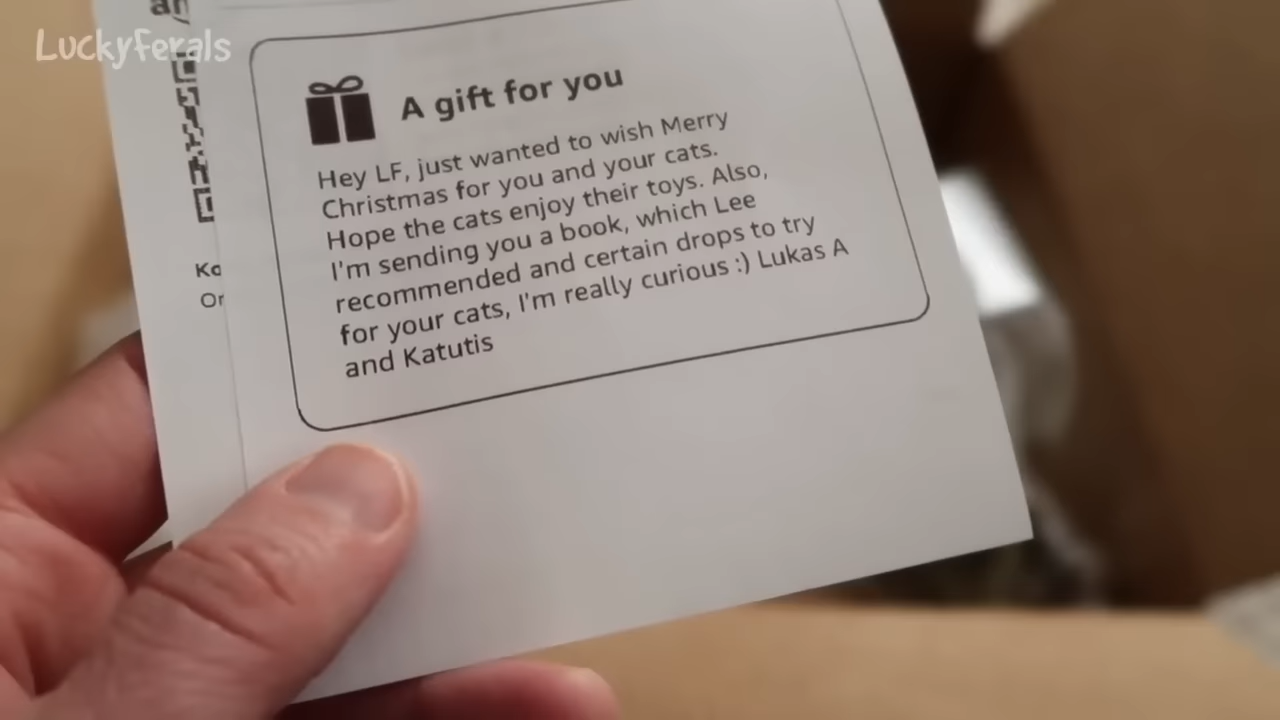 LuckyFerals
A gift for you
Hey LF, just wanted to wish Merry
Christmas for you and your cats.
Hope the cats enjoy their toys. Also,
I'm sending you a book, which Lee
recommended and certain drops to try
for your cats, I'm really curious :) Lukas A
and Katutis